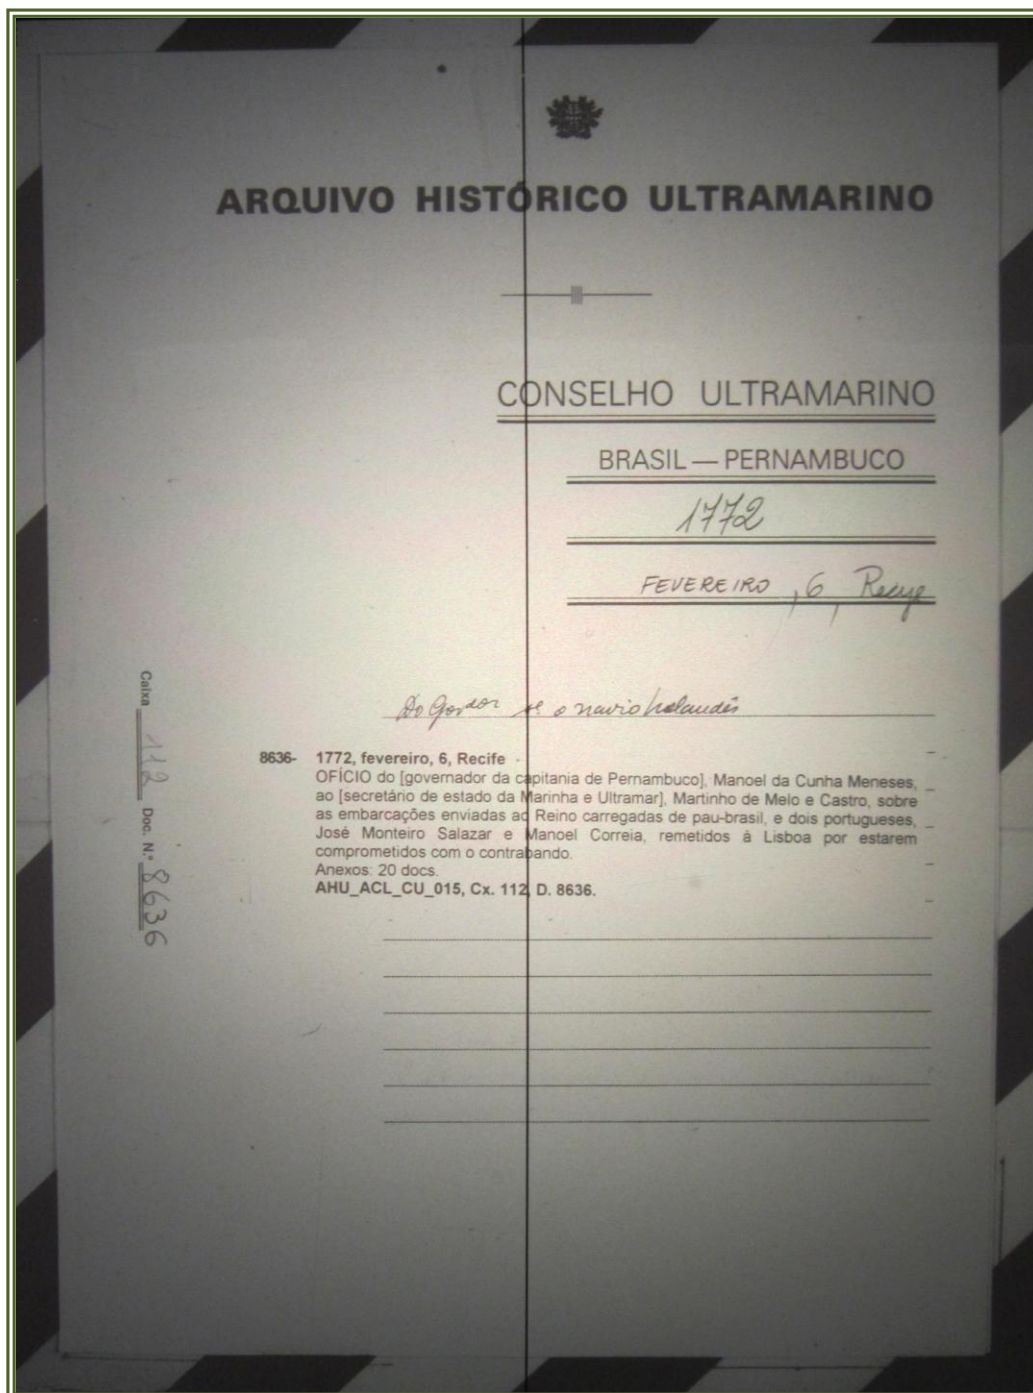 ARQUIVO HISTÓRICO ULTRAMARINO
CONSELHO ULTRAMARINO
BRASIL — PERNAMBUCO
1772
FEVEREIRO, 6, Recife
Do Gov.dor s.e o navio holandês
8636- 1772, fevereiro, 6, Recife -
OFÍCIO do [governador da capitania de Pernambuco], Manoel da Cunha Meneses,
ao [secretário de estado da Marinha e Ultramar], Martinho de Melo e Castro, sobre
as embarcações enviadas ao Reino carregadas de pau-brasil, e dois portugueses,
José Monteiro Salazar e Manoel Correia, remetidos à Lisboa por estarem
comprometidos com o contrabando.
Anexos: 20 docs.
AHU_ACL_CU_015, Cx. 112, D. 8636.
Caixa 112 Doc. N.º 8636